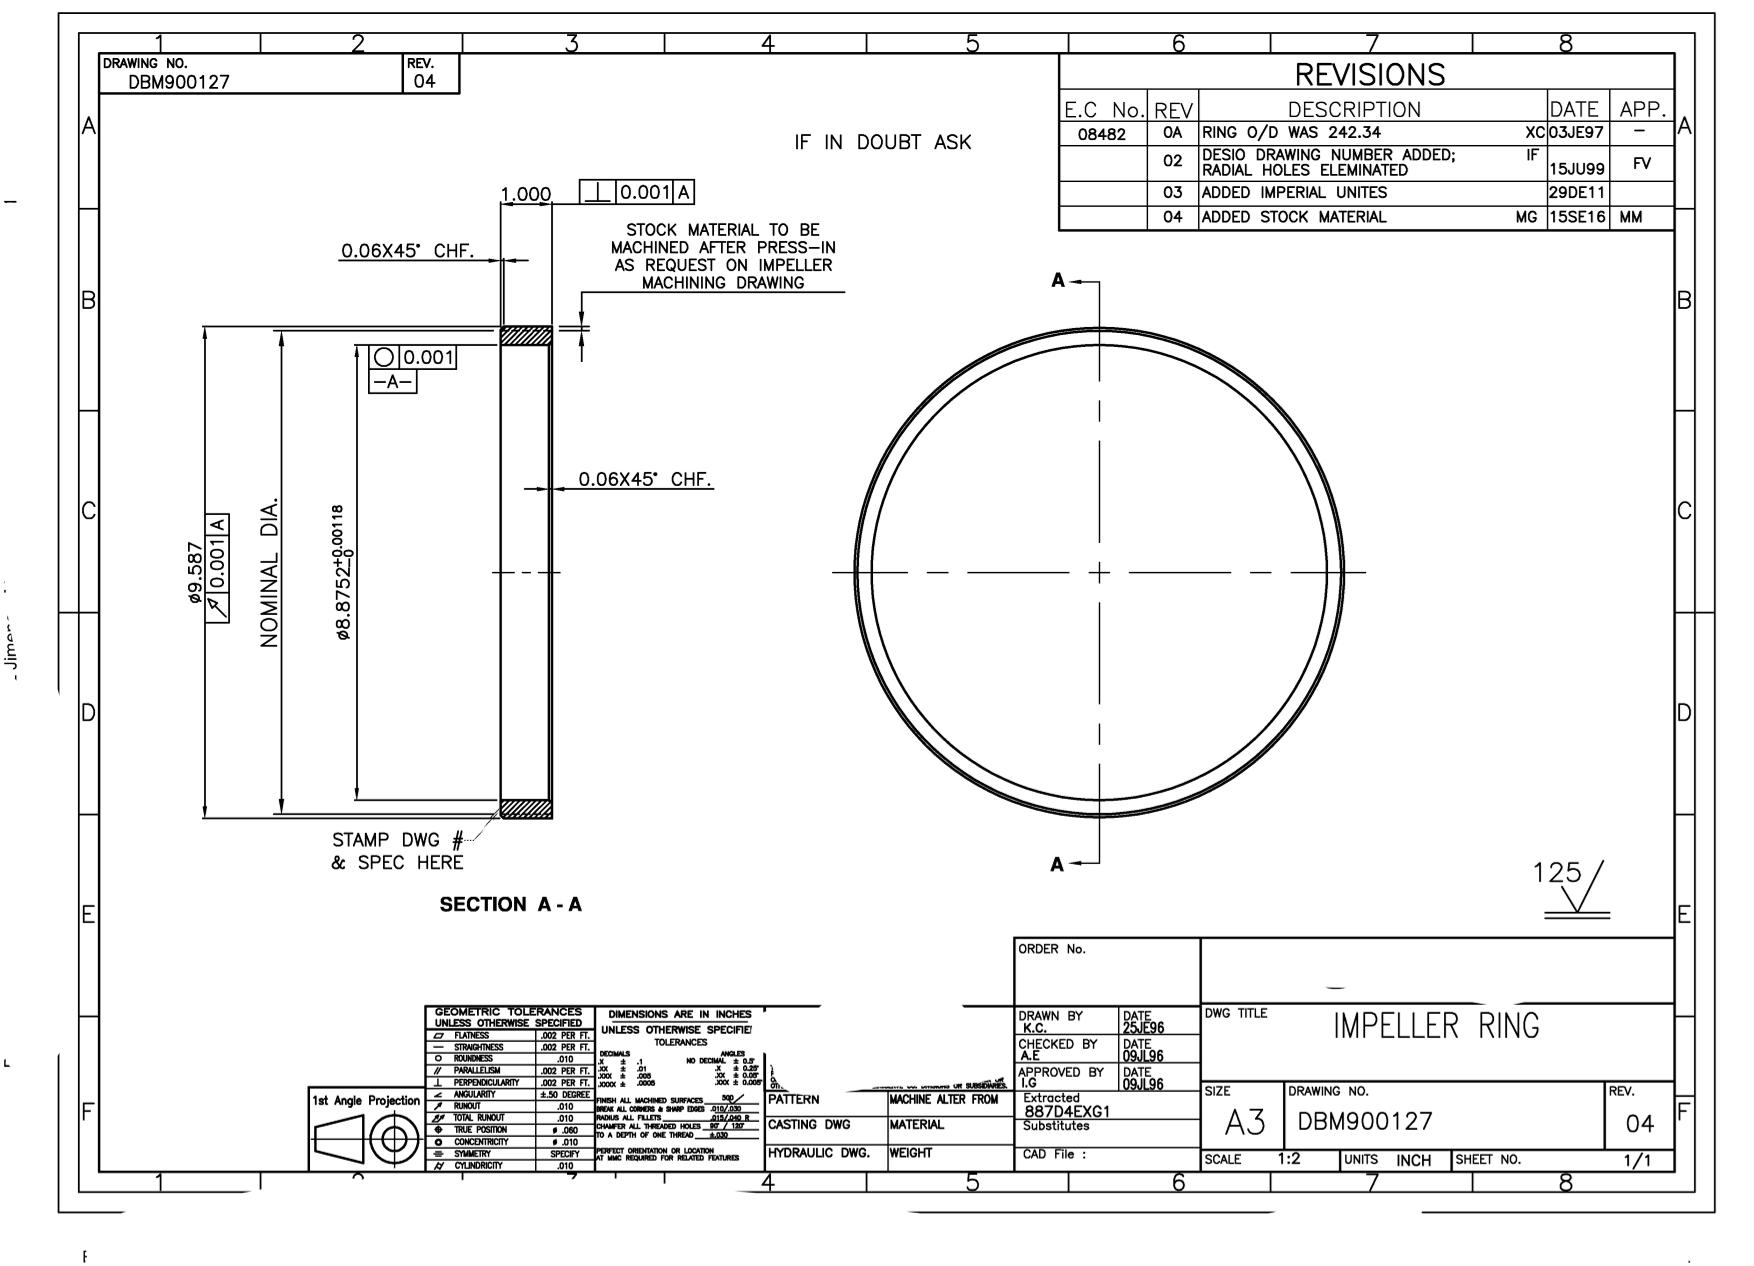 1 2 3 4 5 6 7 8
DRAWING NO.
DBM900127
REV.
04
REVISIONS
E.C No. REV DESCRIPTION DATE APP.
08482 0A RING O/D WAS 242.34 XC 03JE97 –
02 DESIO DRAWING NUMBER ADDED; IF
RADIAL HOLES ELEMINATED 15JU99 FV
03 ADDED IMPERIAL UNITES 29DE11
04 ADDED STOCK MATERIAL MG 15SE16 MM
A A
B B
C C
D D
E E
F F
IF IN DOUBT ASK
1.000 ⊥ 0.001 A
STOCK MATERIAL TO BE
MACHINED AFTER PRESS–IN
AS REQUEST ON IMPELLER
MACHINING DRAWING
0.06X45° CHF.
○ 0.001
–A–
0.06X45° CHF.
ø9.587
↗ 0.001 A
NOMINAL DIA.
ø8.8752+0.00118
–0
STAMP DWG #
& SPEC HERE
SECTION A - A
A
A
125
ORDER No.
DRAWN BY
K.C.
DATE
25JE96
CHECKED BY
A.E
DATE
09JL96
APPROVED BY
I.G
DATE
09JL96
Extracted
887D4EXG1
Substitutes
CAD File :
DWG TITLE
IMPELLER RING
SIZE
A3
DRAWING NO.
DBM900127
REV.
04
SCALE 1:2 UNITS INCH SHEET NO. 1/1
1st Angle Projection
GEOMETRIC TOLERANCES
UNLESS OTHERWISE SPECIFIED
FLATNESS .002 PER FT.
STRAIGHTNESS .002 PER FT.
ROUNDNESS .010
PARALLELISM .002 PER FT.
PERPENDICULARITY .002 PER FT.
ANGULARITY ±.50 DEGREE
RUNOUT .010
TOTAL RUNOUT .010
TRUE POSITION ø .060
CONCENTRICITY ø .010
SYMMETRY SPECIFY
CYLINDRICITY .010
DIMENSIONS ARE IN INCHES
UNLESS OTHERWISE SPECIFIE
TOLERANCES
DECIMALS ANGLES
.X ± .1 NO DECIMAL ± 0.5°
.XX ± .01 .X ± 0.25°
.XXX ± .005 .XX ± 0.05°
.XXXX ± .0005 .XXX ± 0.005°
FINISH ALL MACHINED SURFACES 500
BREAK ALL CORNERS & SHARP EDGES .010/.030
RADIUS ALL FILLETS .015/.040 R
CHAMFER ALL THREADED HOLES 90° / 120°
TO A DEPTH OF ONE THREAD ±.030
PERFECT ORIENTATION OR LOCATION
AT MMC REQUIRED FOR RELATED FEATURES
OR SUBSIDIARIES.
PATTERN MACHINE ALTER FROM
CASTING DWG MATERIAL
HYDRAULIC DWG. WEIGHT
1 4 5 6 7 8